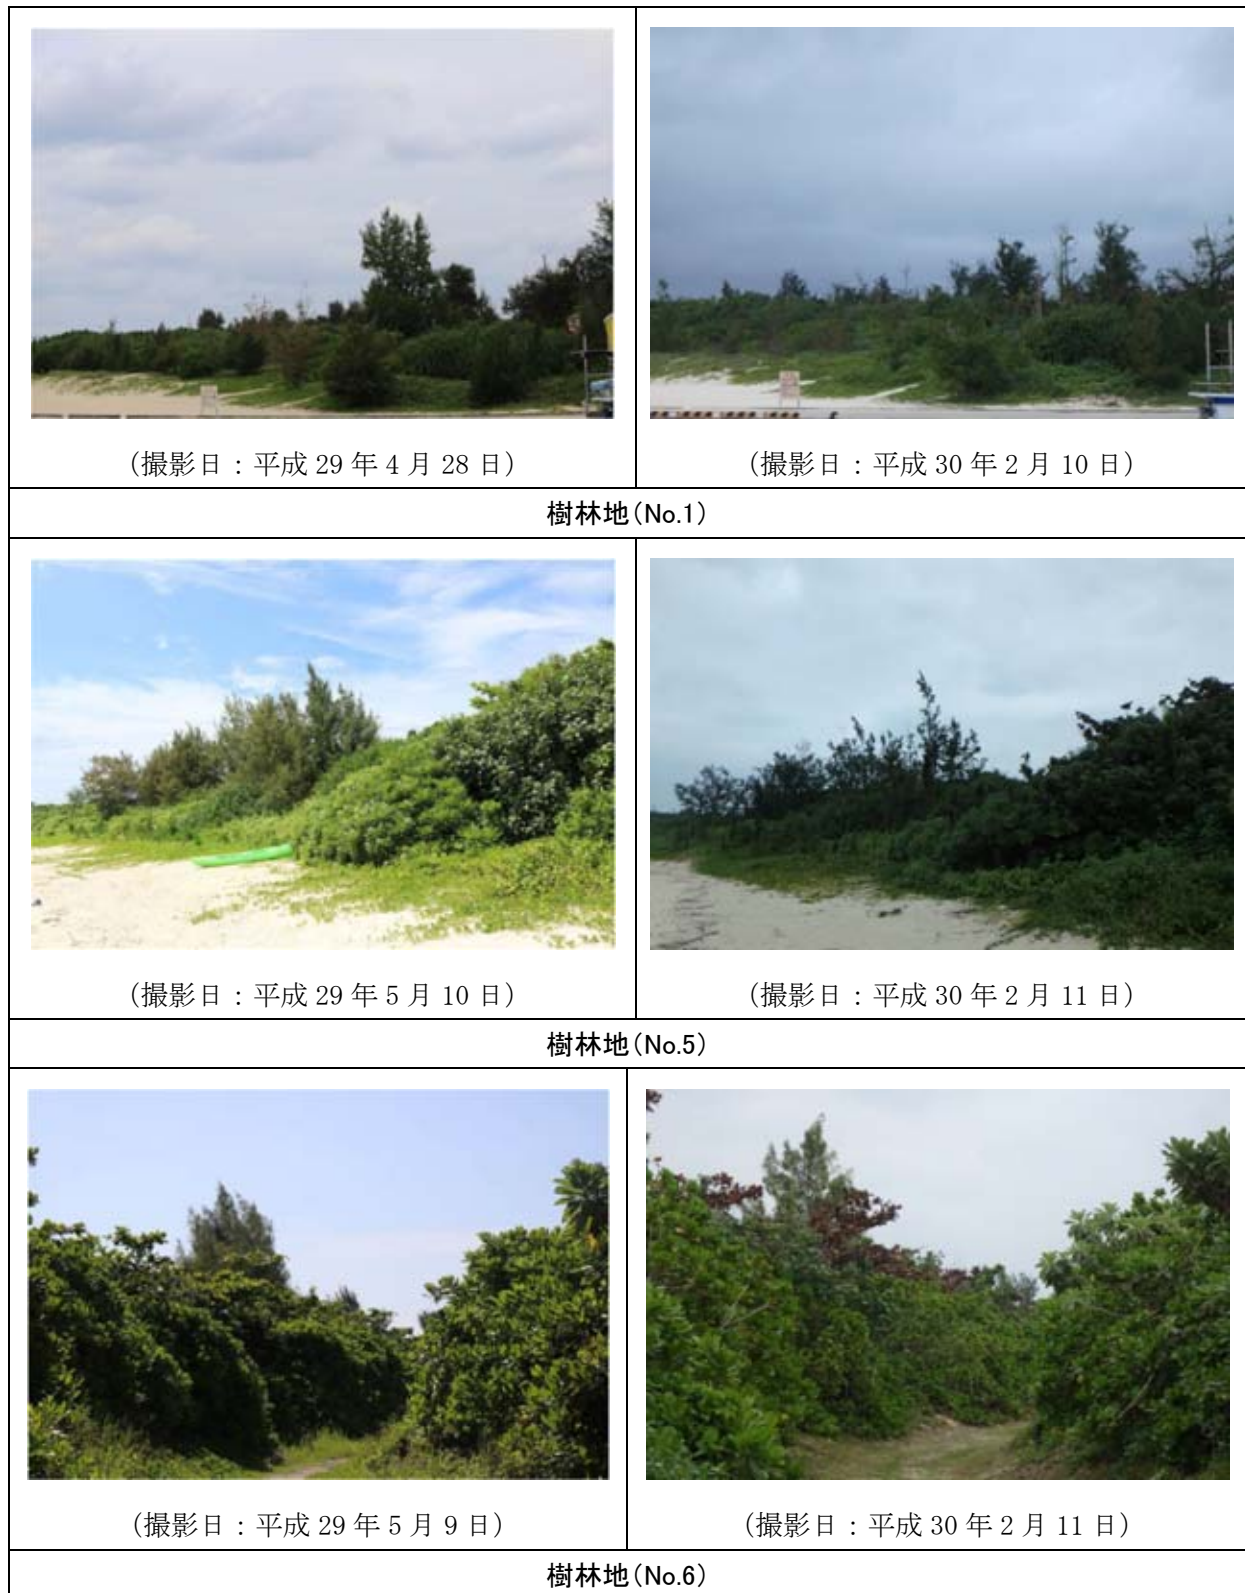 （撮影日：平成 29 年 4 月 28 日）
（撮影日：平成 30 年 2 月 10 日）
樹林地（No.1）
（撮影日：平成 29 年 5 月 10 日）
（撮影日：平成 30 年 2 月 11 日）
樹林地（No.5）
（撮影日：平成 29 年 5 月 9 日）
（撮影日：平成 30 年 2 月 11 日）
樹林地（No.6）